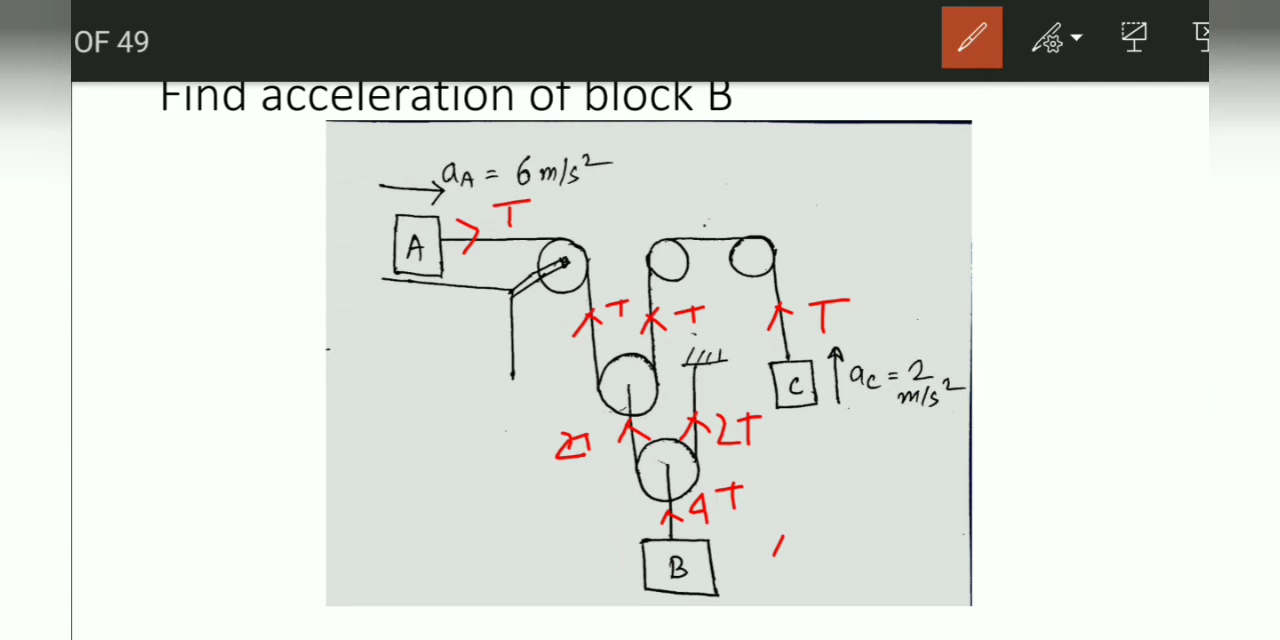 OF 49
Find acceleration of block B
aA = 6 m/s²
T
A
T
T
T
C
aC = 2 m/s²
2T
2T
4T
B